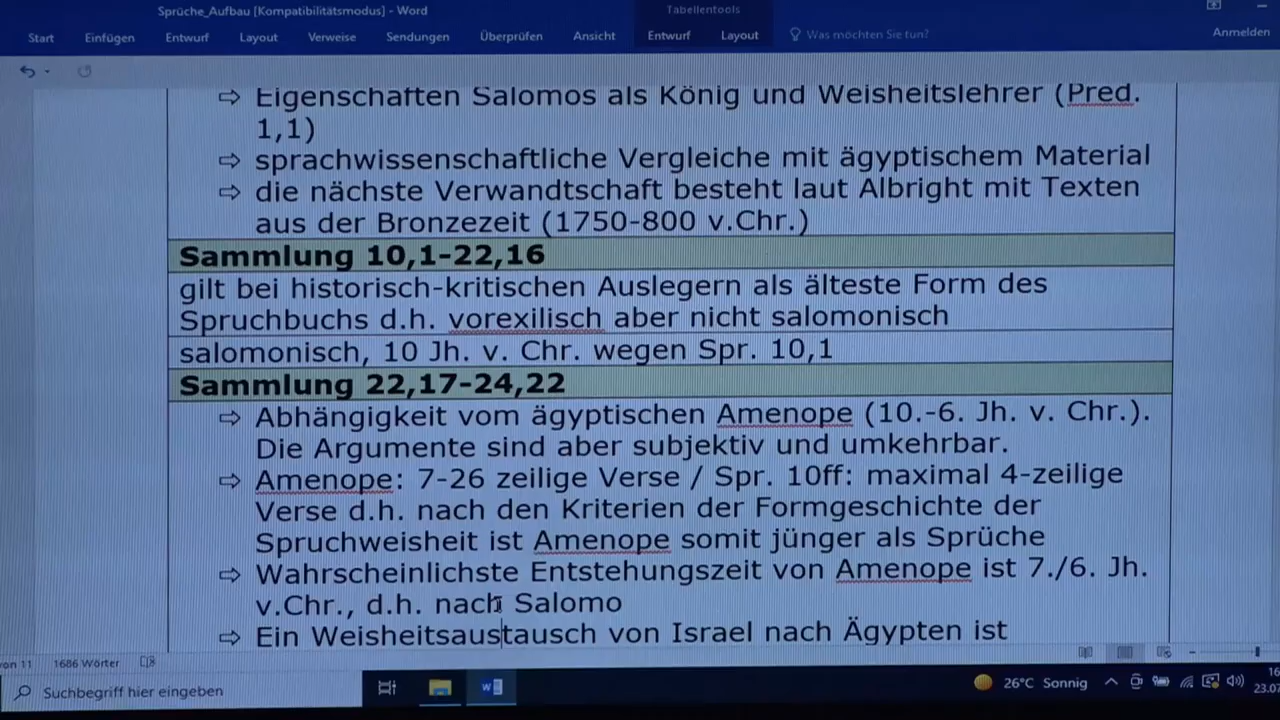 Sprüche_Aufbau [Kompatibilitätsmodus] - Word
Tabellentools
Start Einfügen Entwurf Layout Verweise Sendungen Überprüfen Ansicht Entwurf Layout Was möchten Sie tun? Anmelden
⇨ Eigenschaften Salomos als König und Weisheitslehrer (Pred.
1,1)
⇨ sprachwissenschaftliche Vergleiche mit ägyptischem Material
⇨ die nächste Verwandtschaft besteht laut Albright mit Texten
aus der Bronzezeit (1750-800 v.Chr.)
Sammlung 10,1-22,16
gilt bei historisch-kritischen Auslegern als älteste Form des
Spruchbuchs d.h. vorexilisch aber nicht salomonisch
salomonisch, 10 Jh. v. Chr. wegen Spr. 10,1
Sammlung 22,17-24,22
⇨ Abhängigkeit vom ägyptischen Amenope (10.-6. Jh. v. Chr.).
Die Argumente sind aber subjektiv und umkehrbar.
⇨ Amenope: 7-26 zeilige Verse / Spr. 10ff: maximal 4-zeilige
Verse d.h. nach den Kriterien der Formgeschichte der
Spruchweisheit ist Amenope somit jünger als Sprüche
⇨ Wahrscheinlichste Entstehungszeit von Amenope ist 7./6. Jh.
v.Chr., d.h. nach Salomo
⇨ Ein Weisheitsaustausch von Israel nach Ägypten ist
von 11 1686 Wörter
Suchbegriff hier eingeben
26°C Sonnig
16
23.07